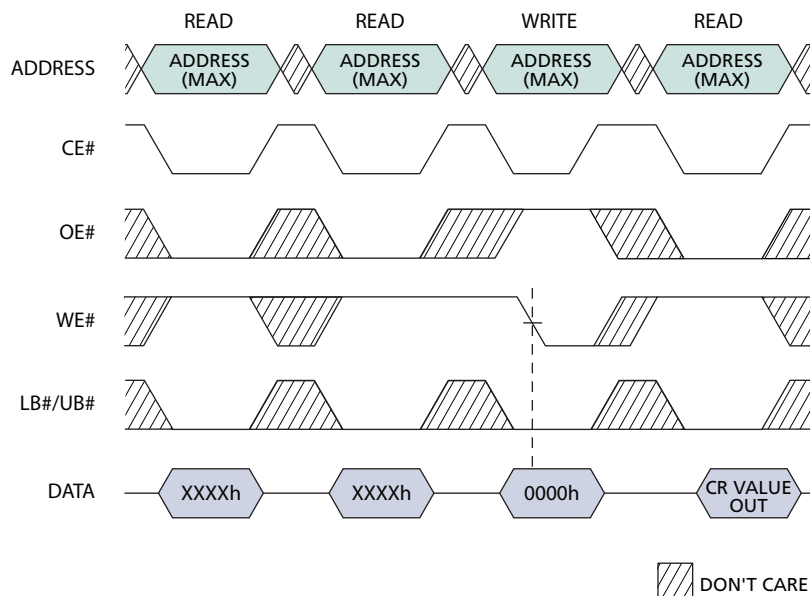 READ READ WRITE READ
ADDRESS ADDRESS (MAX) ADDRESS (MAX) ADDRESS (MAX) ADDRESS (MAX)
CE#
OE#
WE#
LB#/UB#
DATA XXXXh XXXXh 0000h CR VALUE OUT
DON'T CARE